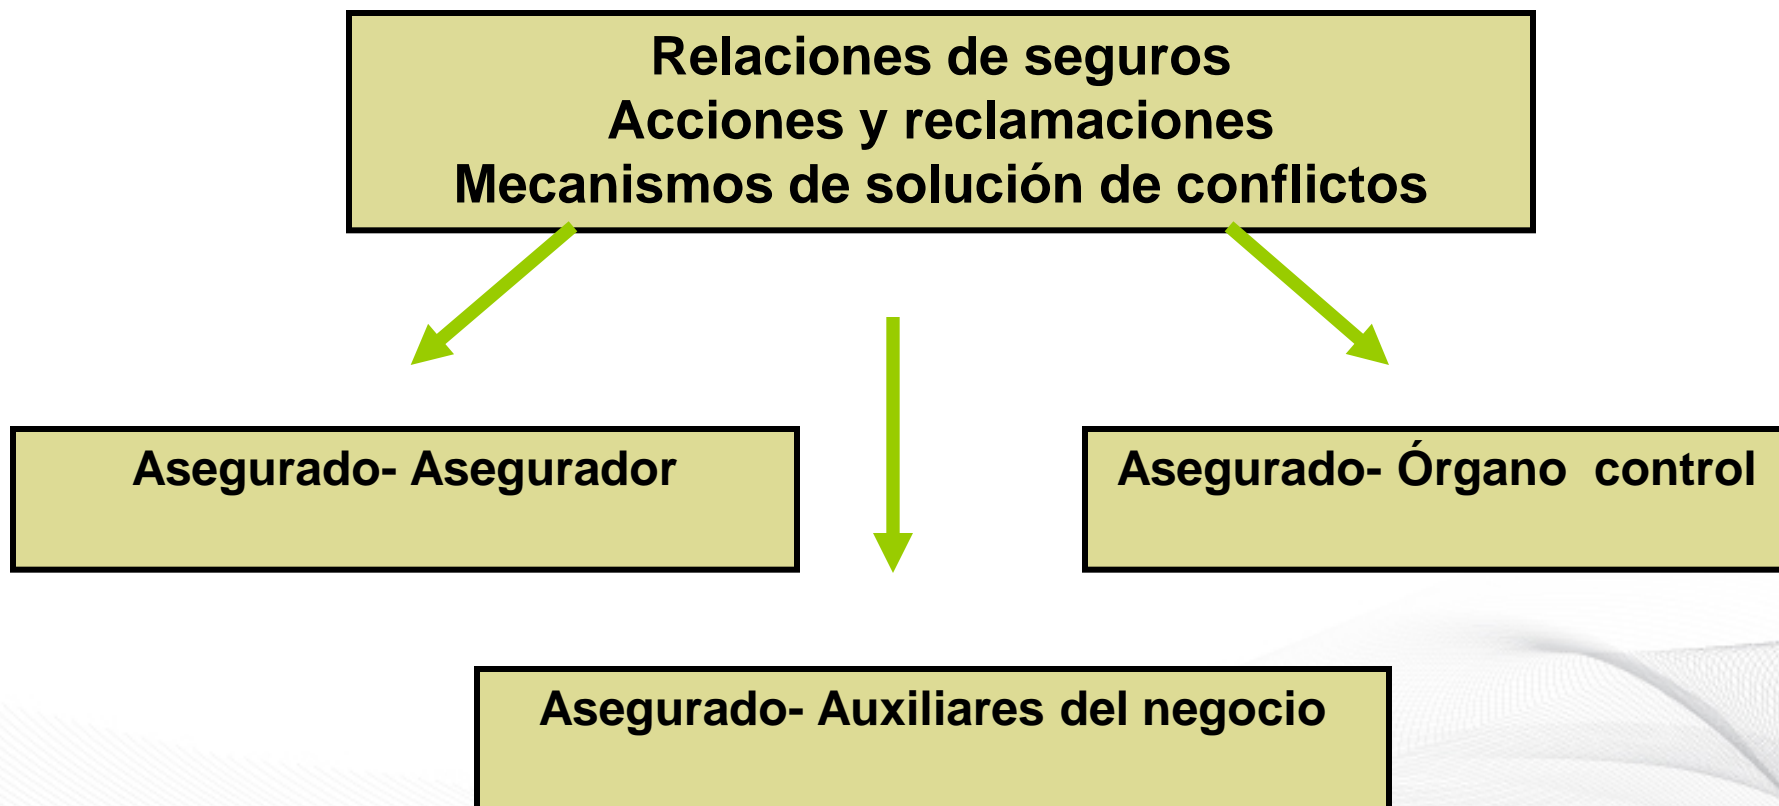 Relaciones de seguros
Acciones y reclamaciones
Mecanismos de solución de conflictos
Asegurado- Asegurador
Asegurado- Órgano  control
Asegurado- Auxiliares del negocio